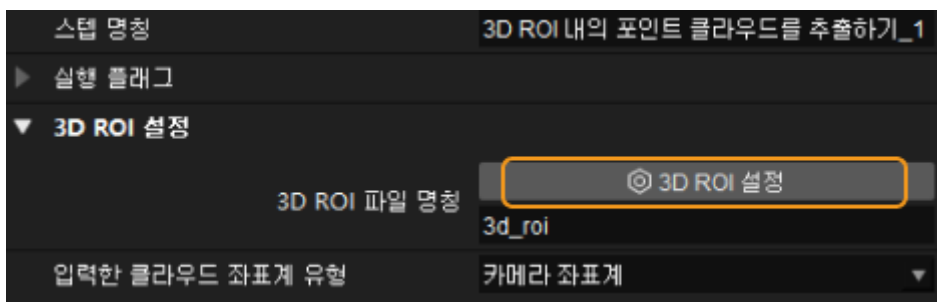 스텝 명칭 3D ROI 내의 포인트 클라우드를 추출하기_1
실행 플래그
3D ROI 설정
3D ROI 설정
3D ROI 파일 명칭
3d_roi
입력한 클라우드 좌표계 유형 카메라 좌표계